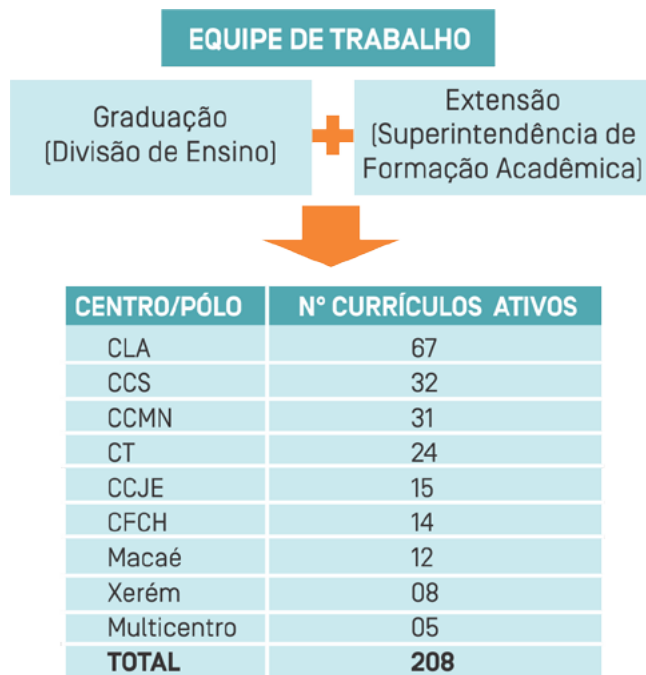 EQUIPE DE TRABALHO
Graduação
(Divisão de Ensino)
+
Extensão
(Superintendência de
Formação Acadêmica)
CENTRO/PÓLO N° CURRÍCULOS ATIVOS
CLA 67
CCS 32
CCMN 31
CT 24
CCJE 15
CFCH 14
Macaé 12
Xerém 08
Multicentro 05
TOTAL 208